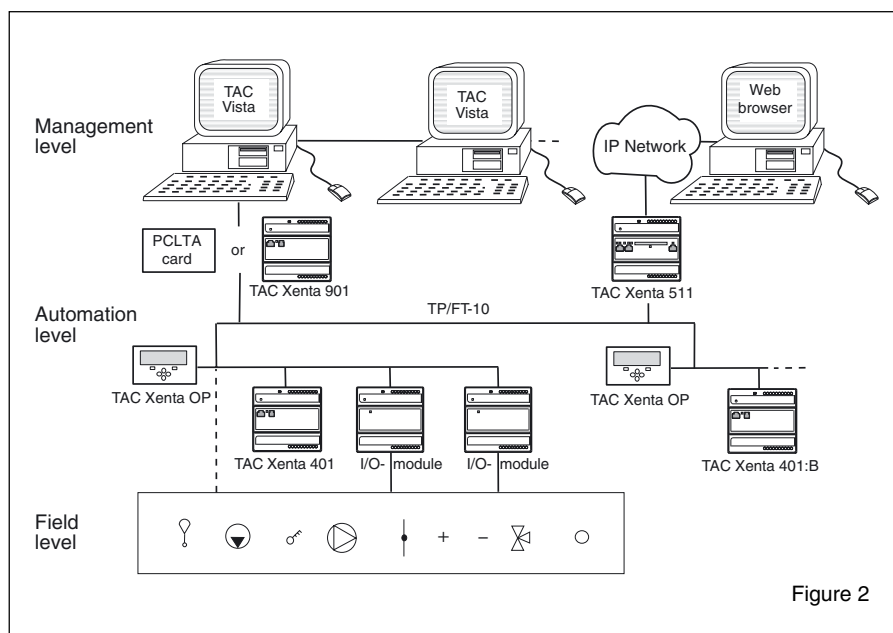 TAC
Vista
TAC
Vista
Web
browser
Management
level
IP Network
PCLTA
card
or
TAC Xenta 901
TAC Xenta 511
TP/FT-10
Automation
level
TAC Xenta OP
TAC Xenta OP
TAC Xenta 401
I/O- module
I/O- module
TAC Xenta 401:B
Field
level
+
–
Figure 2